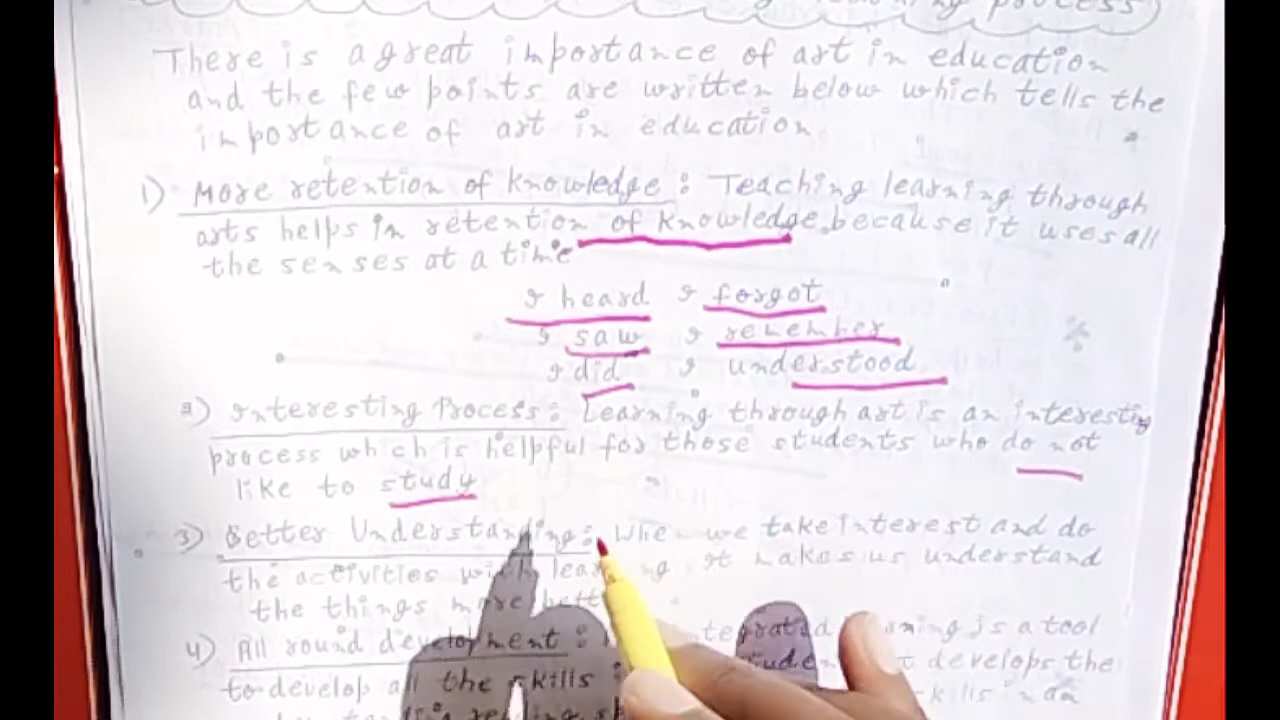 process)
There is a great importance of art in education
and the few points are written below which tells the
importance of art in education
1) More retention of knowledge : Teaching learning through
arts helps in retention of knowledge because it uses all
the senses at a time
I heard I forgot
I saw I remember
I did I understood
2) Interesting Process : Learning through art is an interesting
process which is helpful for those students who do not
like to study
3) Better Understanding : When we take interest and do
the activities with learning it makes us understand
the things more
4) All round development : is a tool
to develop all the skills develops the
skills in an